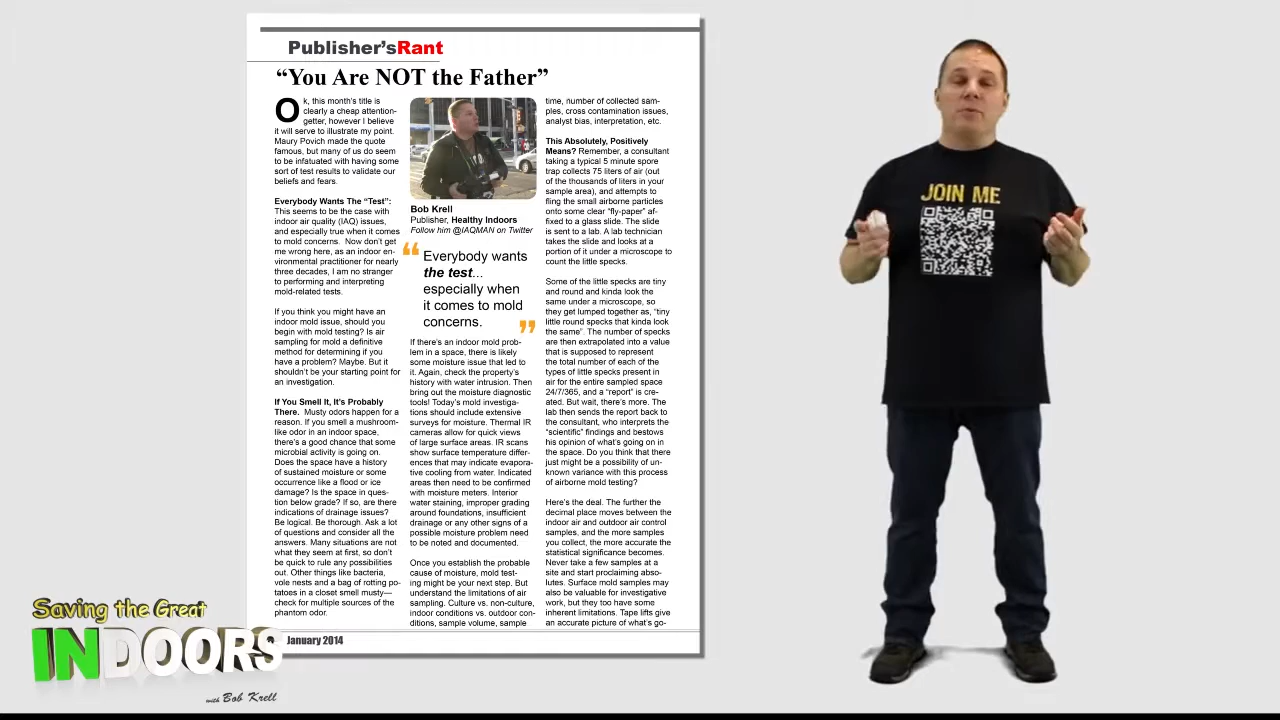 Publisher'sRant
“You Are NOT the Father”
Ok, this month's title is
clearly a cheap attention-
getter, however I believe
it will serve to illustrate my point.
Maury Povich made the quote
famous, but many of us do seem
to be infatuated with having some
sort of test results to validate our
beliefs and fears.
Everybody Wants The “Test”:
This seems to be the case with
indoor air quality (IAQ) issues,
and especially true when it comes
to mold concerns. Now don't get
me wrong here, as an indoor en-
vironmental practitioner for nearly
three decades, I am no stranger
to performing and interpreting
mold-related tests.
If you think you might have an
indoor mold issue, should you
begin with mold testing? Is air
sampling for mold a definitive
method for determining if you
have a problem? Maybe. But it
shouldn't be your starting point for
an investigation.
If You Smell It, It's Probably
There. Musty odors happen for a
reason. If you smell a mushroom-
like odor in an indoor space,
there's a good chance that some
microbial activity is going on.
Does the space have a history
of sustained moisture or some
occurrence like a flood or ice
damage? Is the space in ques-
tion below grade? If so, are there
indications of drainage issues?
Be logical. Be thorough. Ask a lot
of questions and consider all the
answers. Many situations are not
what they seem at first, so don't
be quick to rule any possibilities
out. Other things like bacteria,
vole nests and a bag of rotting po-
tatoes in a closet smell musty—
check for multiple sources of the
phantom odor.
Bob Krell
Publisher, Healthy Indoors
Follow him @IAQMAN on Twitter
“Everybody wants
the test...
especially when
it comes to mold
concerns.”
If there's an indoor mold prob-
lem in a space, there is likely
some moisture issue that led to
it. Again, check the property's
history with water intrusion. Then
bring out the moisture diagnostic
tools! Today's mold investiga-
tions should include extensive
surveys for moisture. Thermal IR
cameras allow for quick views
of large surface areas. IR scans
show surface temperature differ-
ences that may indicate evapora-
tive cooling from water. Indicated
areas then need to be confirmed
with moisture meters. Interior
water staining, improper grading
around foundations, insufficient
drainage or any other signs of a
possible moisture problem need
to be noted and documented.
Once you establish the probable
cause of moisture, mold test-
ing might be your next step. But
understand the limitations of air
sampling. Culture vs. non-culture,
indoor conditions vs. outdoor con-
ditions, sample volume, sample
time, number of collected sam-
ples, cross contamination issues,
analyst bias, interpretation, etc.
This Absolutely, Positively
Means? Remember, a consultant
taking a typical 5 minute spore
trap collects 75 liters of air (out
of the thousands of liters in your
sample area), and attempts to
fling the small airborne particles
onto some clear “fly-paper” af-
fixed to a glass slide. The slide
is sent to a lab. A lab technician
takes the slide and looks at a
portion of it under a microscope to
count the little specks.
Some of the little specks are tiny
and round and kinda look the
same under a microscope, so
they get lumped together as, “tiny
little round specks that kinda look
the same”. The number of specks
are then extrapolated into a value
that is supposed to represent
the total number of each of the
types of little specks present in
air for the entire sampled space
24/7/365, and a “report” is cre-
ated. But wait, there's more. The
lab then sends the report back to
the consultant, who interprets the
“scientific” findings and bestows
his opinion of what's going on in
the space. Do you think that there
just might be a possibility of un-
known variance with this process
of airborne mold testing?
Here's the deal. The further the
decimal place moves between the
indoor air and outdoor air control
samples, and the more samples
you collect, the more accurate the
statistical significance becomes.
Never take a few samples at a
site and start proclaiming abso-
lutes. Surface mold samples may
also be valuable for investigative
work, but they too have some
inherent limitations. Tape lifts give
an accurate picture of what's go-
January 2014
JOIN ME
Saving the Great
INDOORS
with Bob Krell